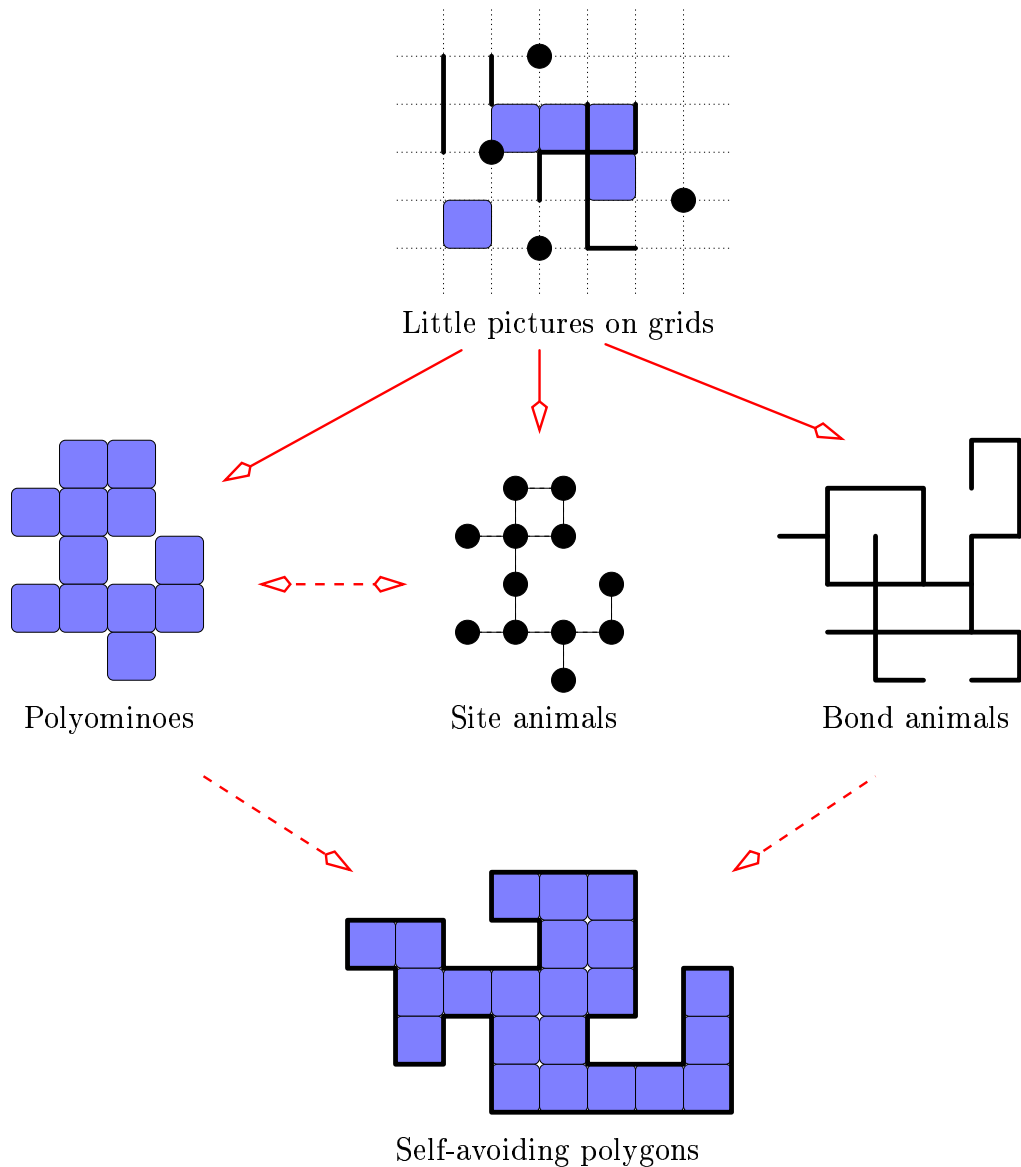 Little pictures on grids
Polyominoes
Site animals
Bond animals
Self-avoiding polygons